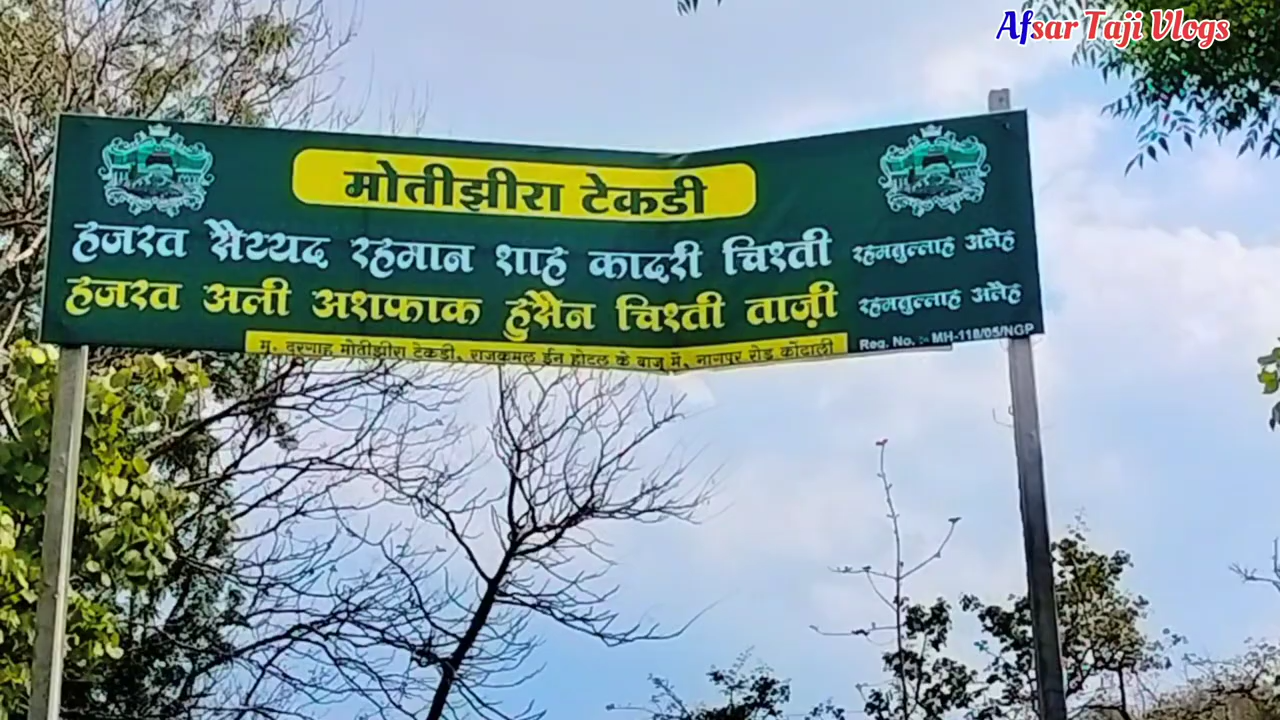 Afsar Taji Vlogs
मोतीझीरा टेकडी
हजरत सैय्यद रहमान शाह कादरी चिश्ती रहमतुल्लाह अलैह
हजरत अली अशफाक हुसैन चिश्ती ताज़ी रहमतुल्लाह अलैह
मु. दरगाह मोतीझीरा टेकडी, राजकमल ईन होटल के बाजु में, नागपुर रोड कोंढाली
Reg. No. :- MH-118/05/NGP